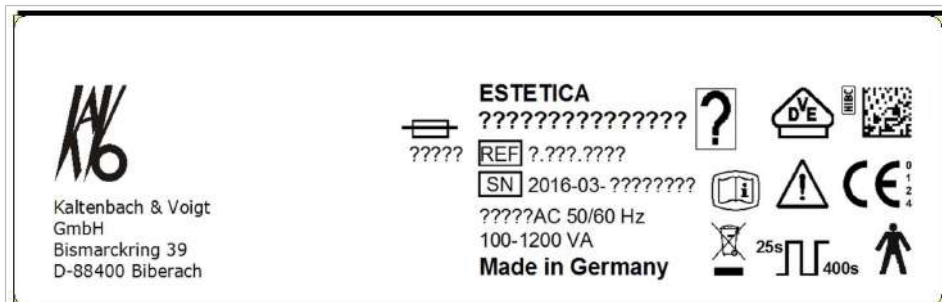 KAVO
Kaltenbach & Voigt
GmbH
Bismarckring 39
D-88400 Biberach
?????
ESTETICA
???????????????
REF ?.???.????
SN 2016-03- ????????
?????AC 50/60 Hz
100-1200 VA
Made in Germany
?
DVE
HIBC
i
!
CE 0124
25s
400s